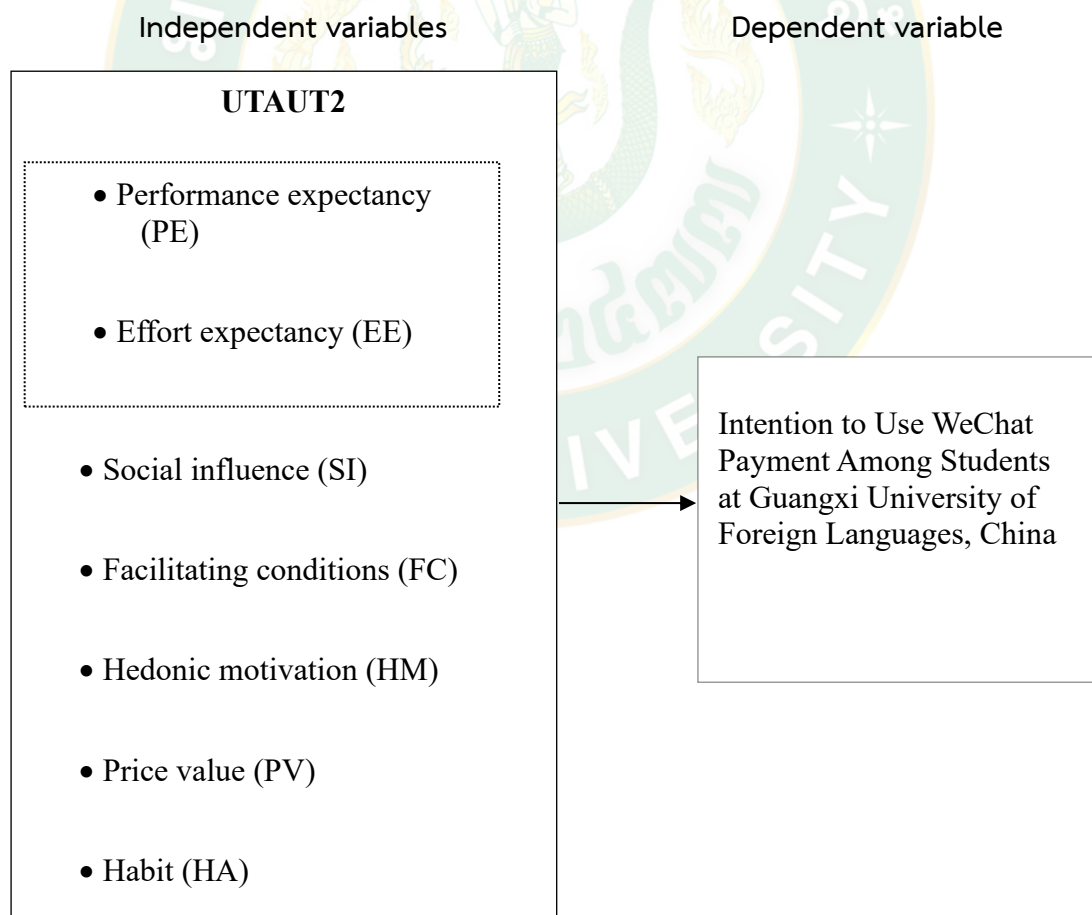 Independent variables
Dependent variable
UTAUT2
• Performance expectancy
(PE)
• Effort expectancy (EE)
• Social influence (SI)
• Facilitating conditions (FC)
• Hedonic motivation (HM)
• Price value (PV)
• Habit (HA)
Intention to Use WeChat
Payment Among Students
at Guangxi University of
Foreign Languages, China